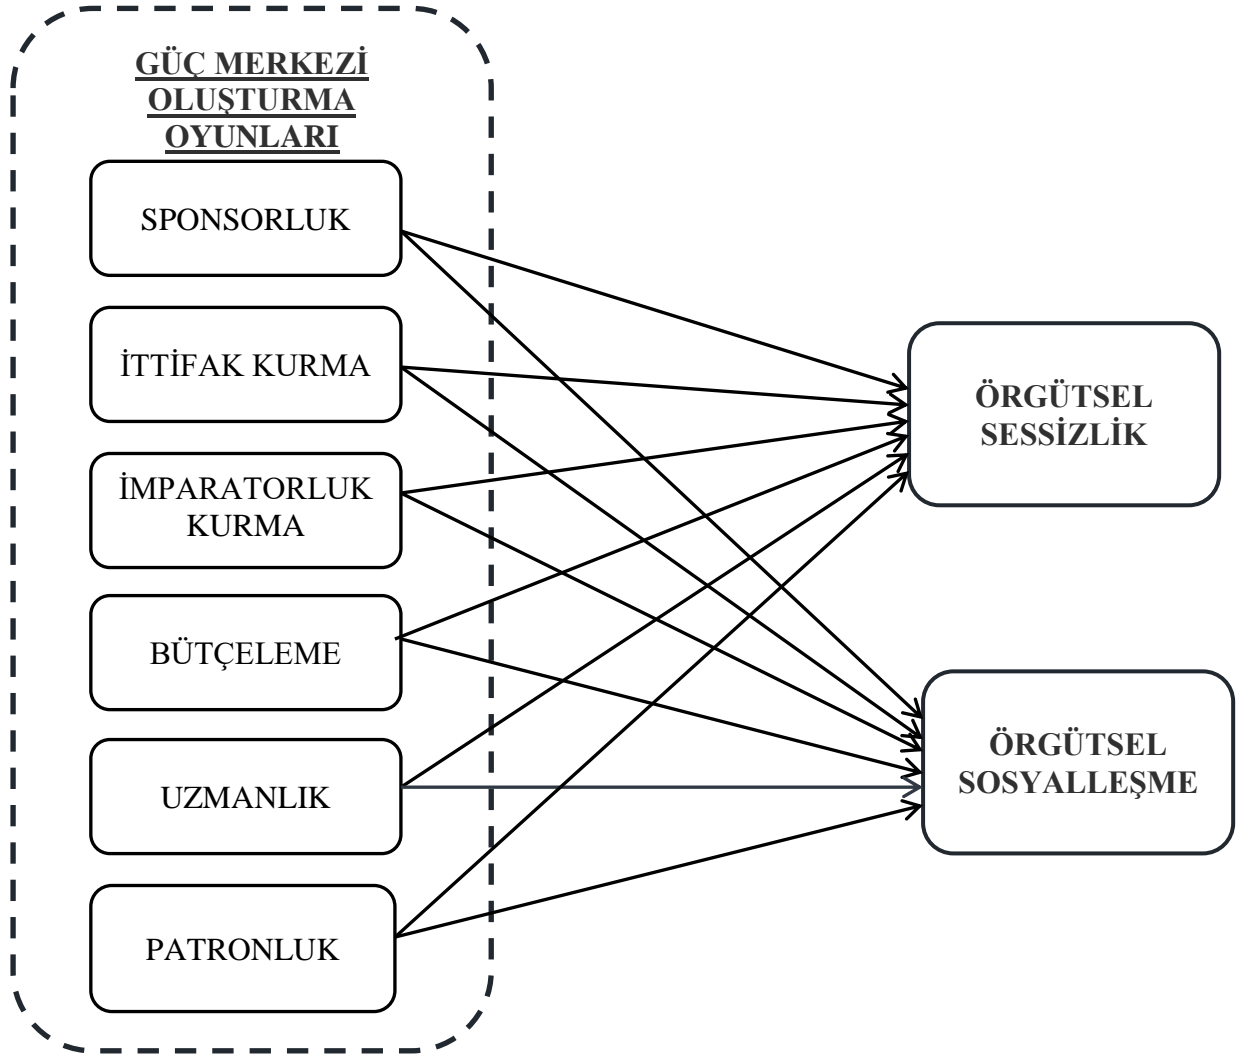 GÜÇ MERKEZİ
OLUŞTURMA
OYUNLARI
SPONSORLUK
İTTİFAK KURMA
İMPARATORLUK
KURMA
BÜTÇELEME
UZMANLIK
PATRONLUK
ÖRGÜTSEL
SESSİZLİK
ÖRGÜTSEL
SOSYALLEŞME